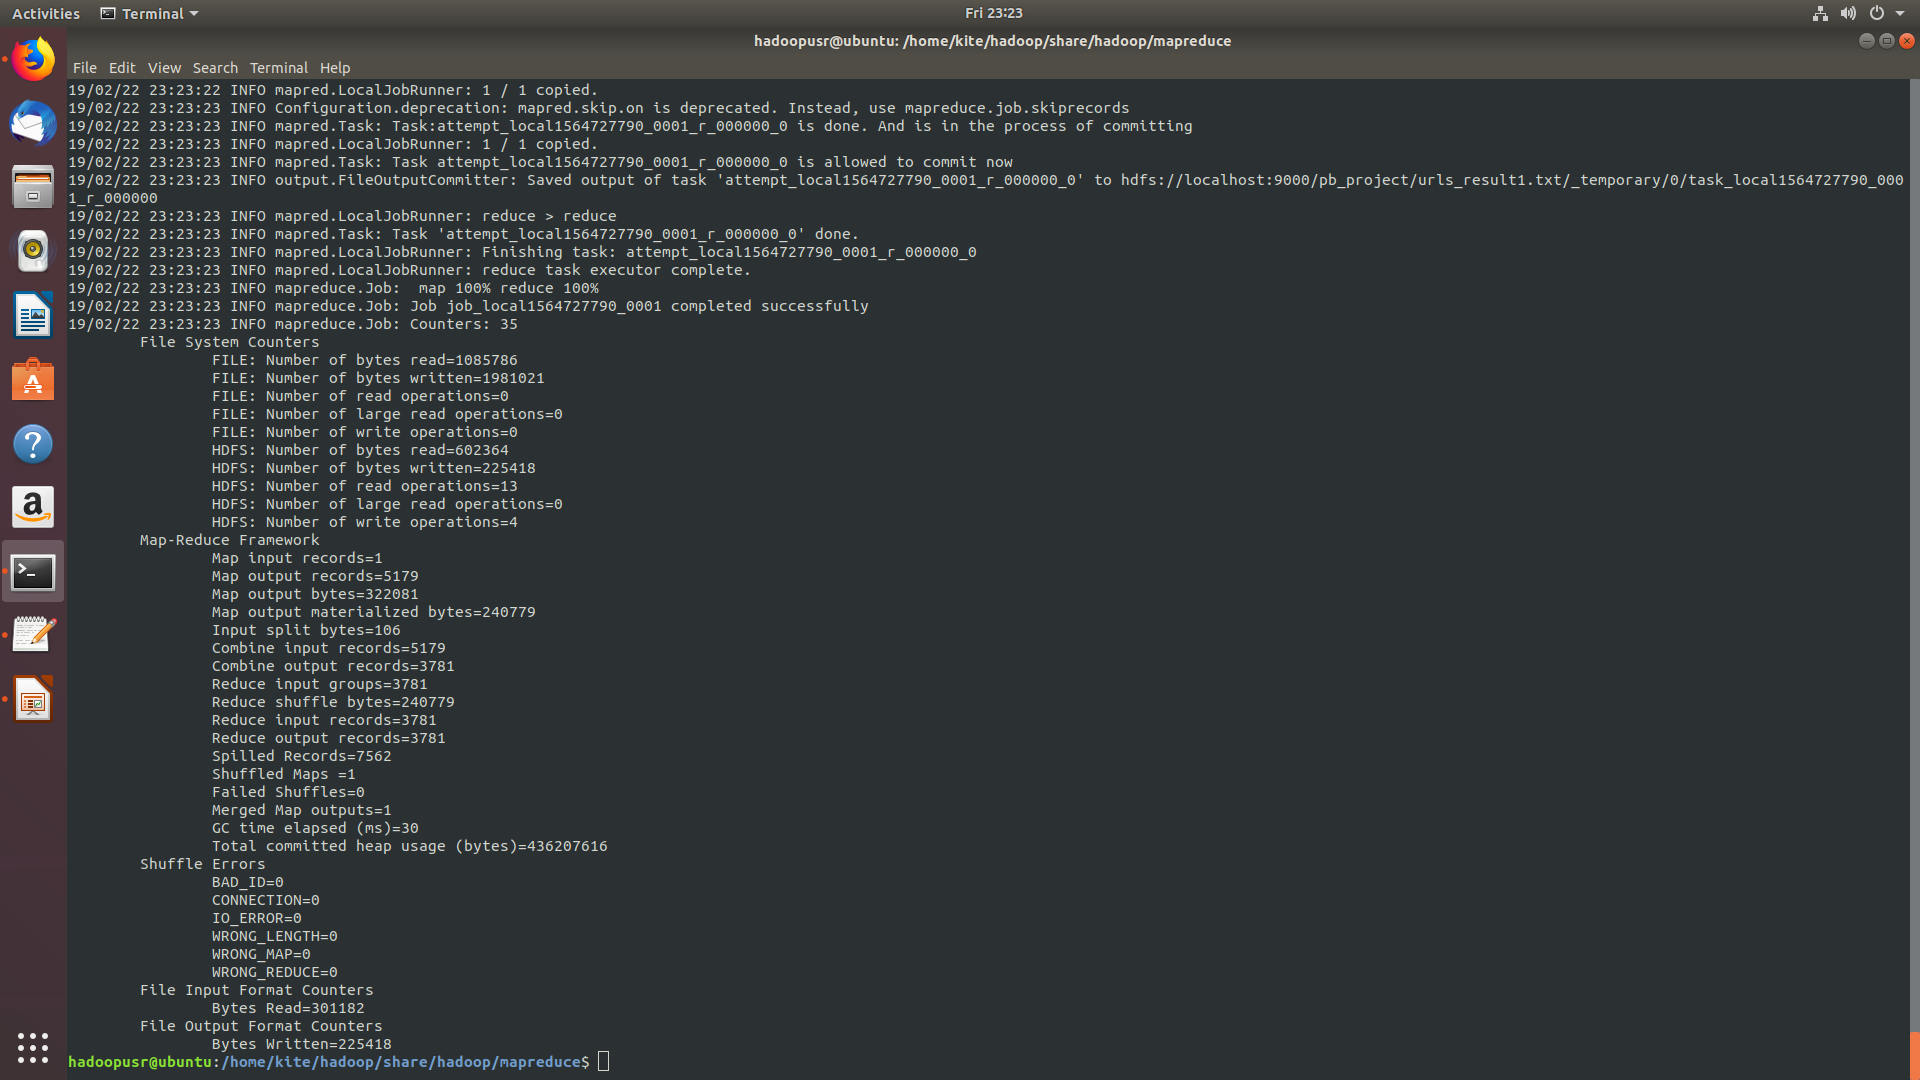 Activities Terminal Fri 23:23
hadoopusr@ubuntu: /home/kite/hadoop/share/hadoop/mapreduce
File Edit View Search Terminal Help
19/02/22 23:23:22 INFO mapred.LocalJobRunner: 1 / 1 copied.
19/02/22 23:23:23 INFO Configuration.deprecation: mapred.skip.on is deprecated. Instead, use mapreduce.job.skiprecords
19/02/22 23:23:23 INFO mapred.Task: Task:attempt_local1564727790_0001_r_000000_0 is done. And is in the process of committing
19/02/22 23:23:23 INFO mapred.LocalJobRunner: 1 / 1 copied.
19/02/22 23:23:23 INFO mapred.Task: Task attempt_local1564727790_0001_r_000000_0 is allowed to commit now
19/02/22 23:23:23 INFO output.FileOutputCommitter: Saved output of task 'attempt_local1564727790_0001_r_000000_0' to hdfs://localhost:9000/pb_project/urls_result1.txt/_temporary/0/task_local1564727790_000
1_r_000000
19/02/22 23:23:23 INFO mapred.LocalJobRunner: reduce > reduce
19/02/22 23:23:23 INFO mapred.Task: Task 'attempt_local1564727790_0001_r_000000_0' done.
19/02/22 23:23:23 INFO mapred.LocalJobRunner: Finishing task: attempt_local1564727790_0001_r_000000_0
19/02/22 23:23:23 INFO mapred.LocalJobRunner: reduce task executor complete.
19/02/22 23:23:23 INFO mapreduce.Job:  map 100% reduce 100%
19/02/22 23:23:23 INFO mapreduce.Job: Job job_local1564727790_0001 completed successfully
19/02/22 23:23:23 INFO mapreduce.Job: Counters: 35
File System Counters
FILE: Number of bytes read=1085786
FILE: Number of bytes written=1981021
FILE: Number of read operations=0
FILE: Number of large read operations=0
FILE: Number of write operations=0
HDFS: Number of bytes read=602364
HDFS: Number of bytes written=225418
HDFS: Number of read operations=13
HDFS: Number of large read operations=0
HDFS: Number of write operations=4
Map-Reduce Framework
Map input records=1
Map output records=5179
Map output bytes=322081
Map output materialized bytes=240779
Input split bytes=106
Combine input records=5179
Combine output records=3781
Reduce input groups=3781
Reduce shuffle bytes=240779
Reduce input records=3781
Reduce output records=3781
Spilled Records=7562
Shuffled Maps =1
Failed Shuffles=0
Merged Map outputs=1
GC time elapsed (ms)=30
Total committed heap usage (bytes)=436207616
Shuffle Errors
BAD_ID=0
CONNECTION=0
IO_ERROR=0
WRONG_LENGTH=0
WRONG_MAP=0
WRONG_REDUCE=0
File Input Format Counters
Bytes Read=301182
File Output Format Counters
Bytes Written=225418
hadoopusr@ubuntu:/home/kite/hadoop/share/hadoop/mapreduce$